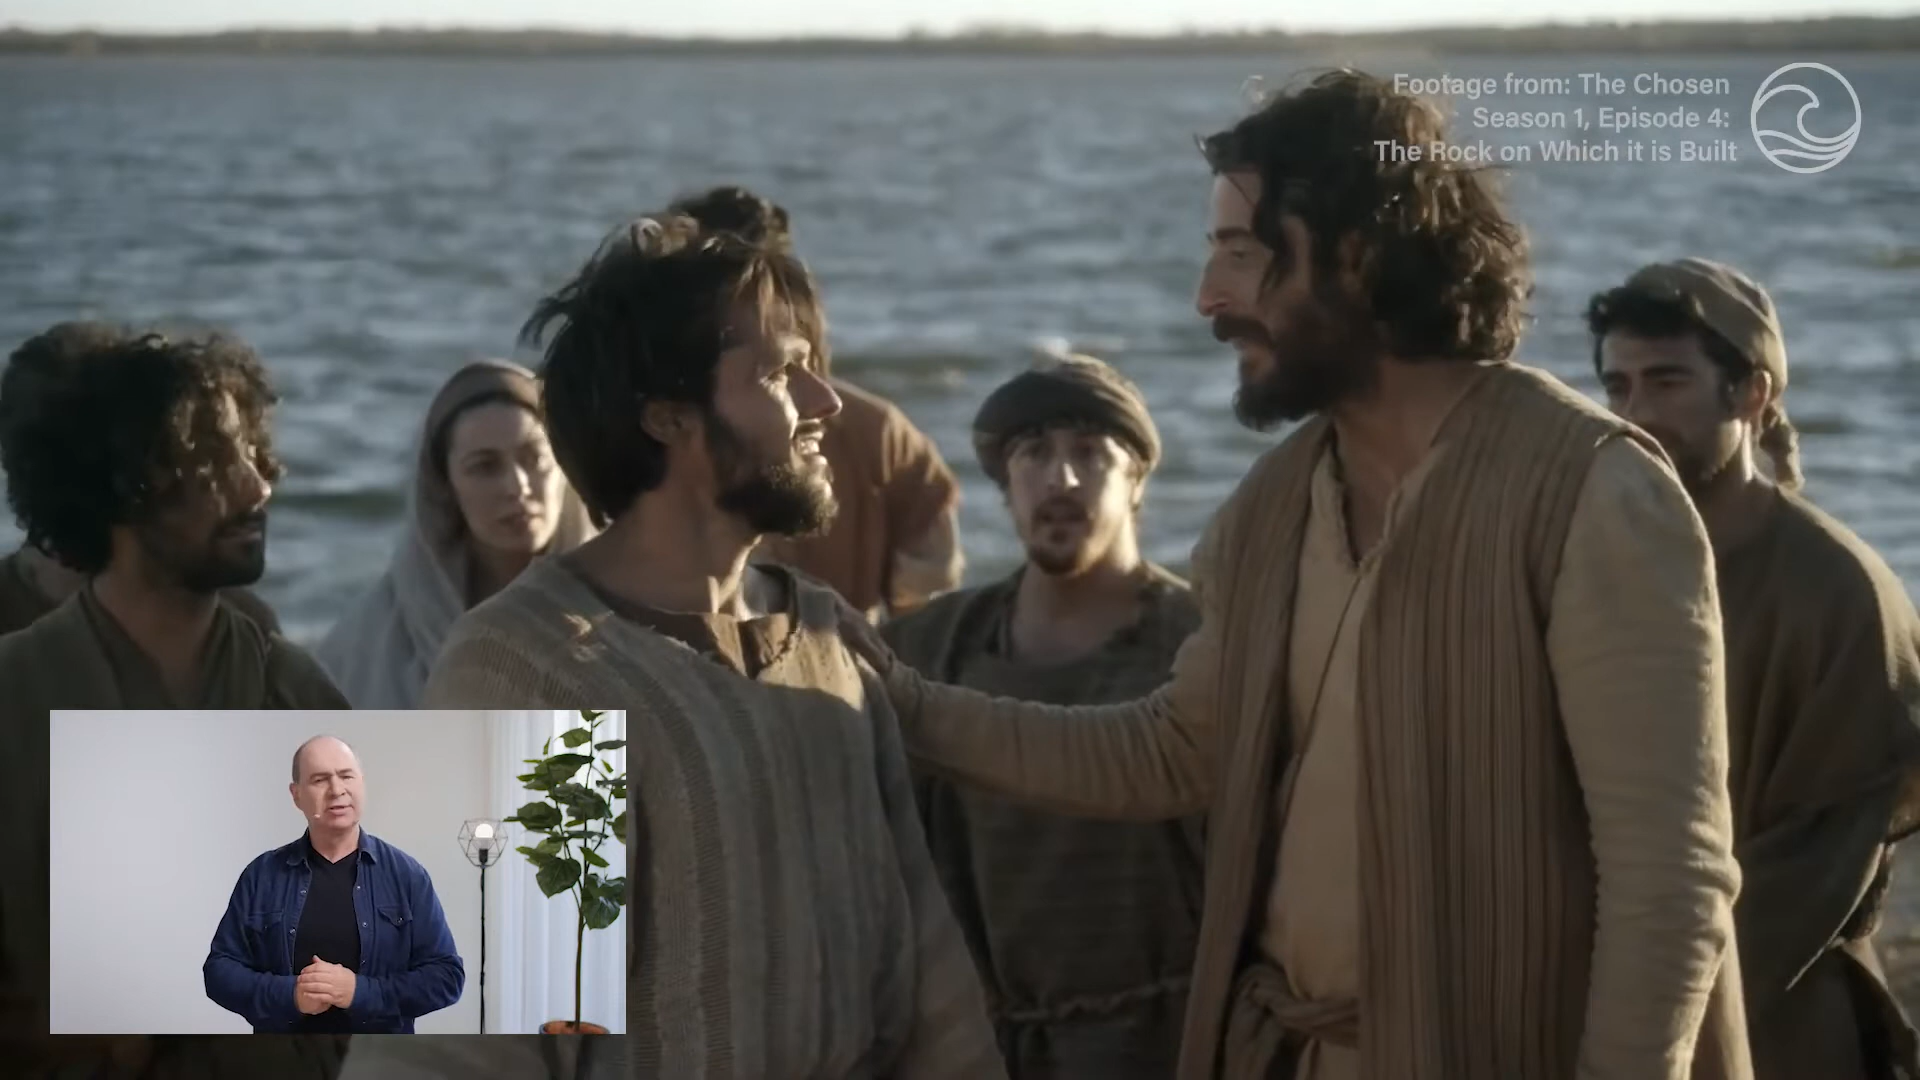 Footage from: The Chosen
Season 1, Episode 4:
The Rock on Which it is Built